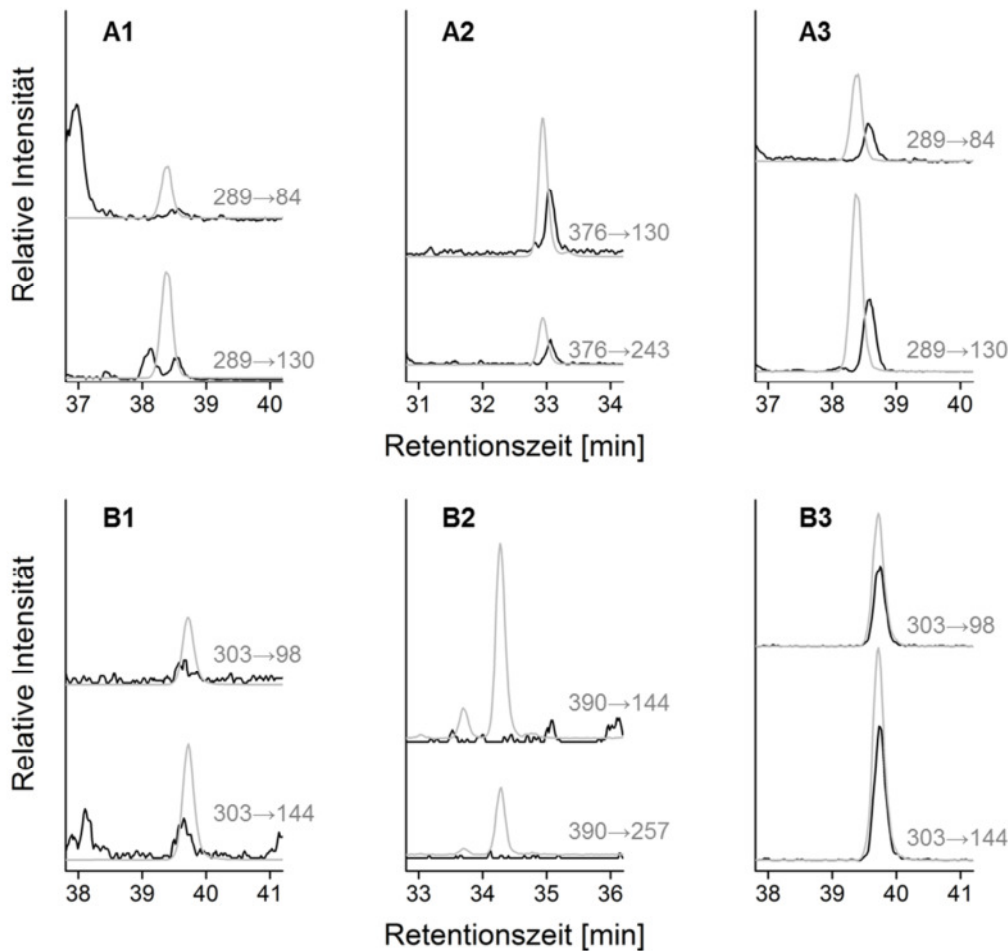 A1 A2 A3
Relative Intensität
289→84
289→130
376→130
376→243
289→84
289→130
37 38 39 40 31 32 33 34 37 38 39 40
Retentionszeit [min]
B1 B2 B3
Relative Intensität
303→98
303→144
390→144
390→257
303→98
303→144
38 39 40 41 33 34 35 36 38 39 40 41
Retentionszeit [min]